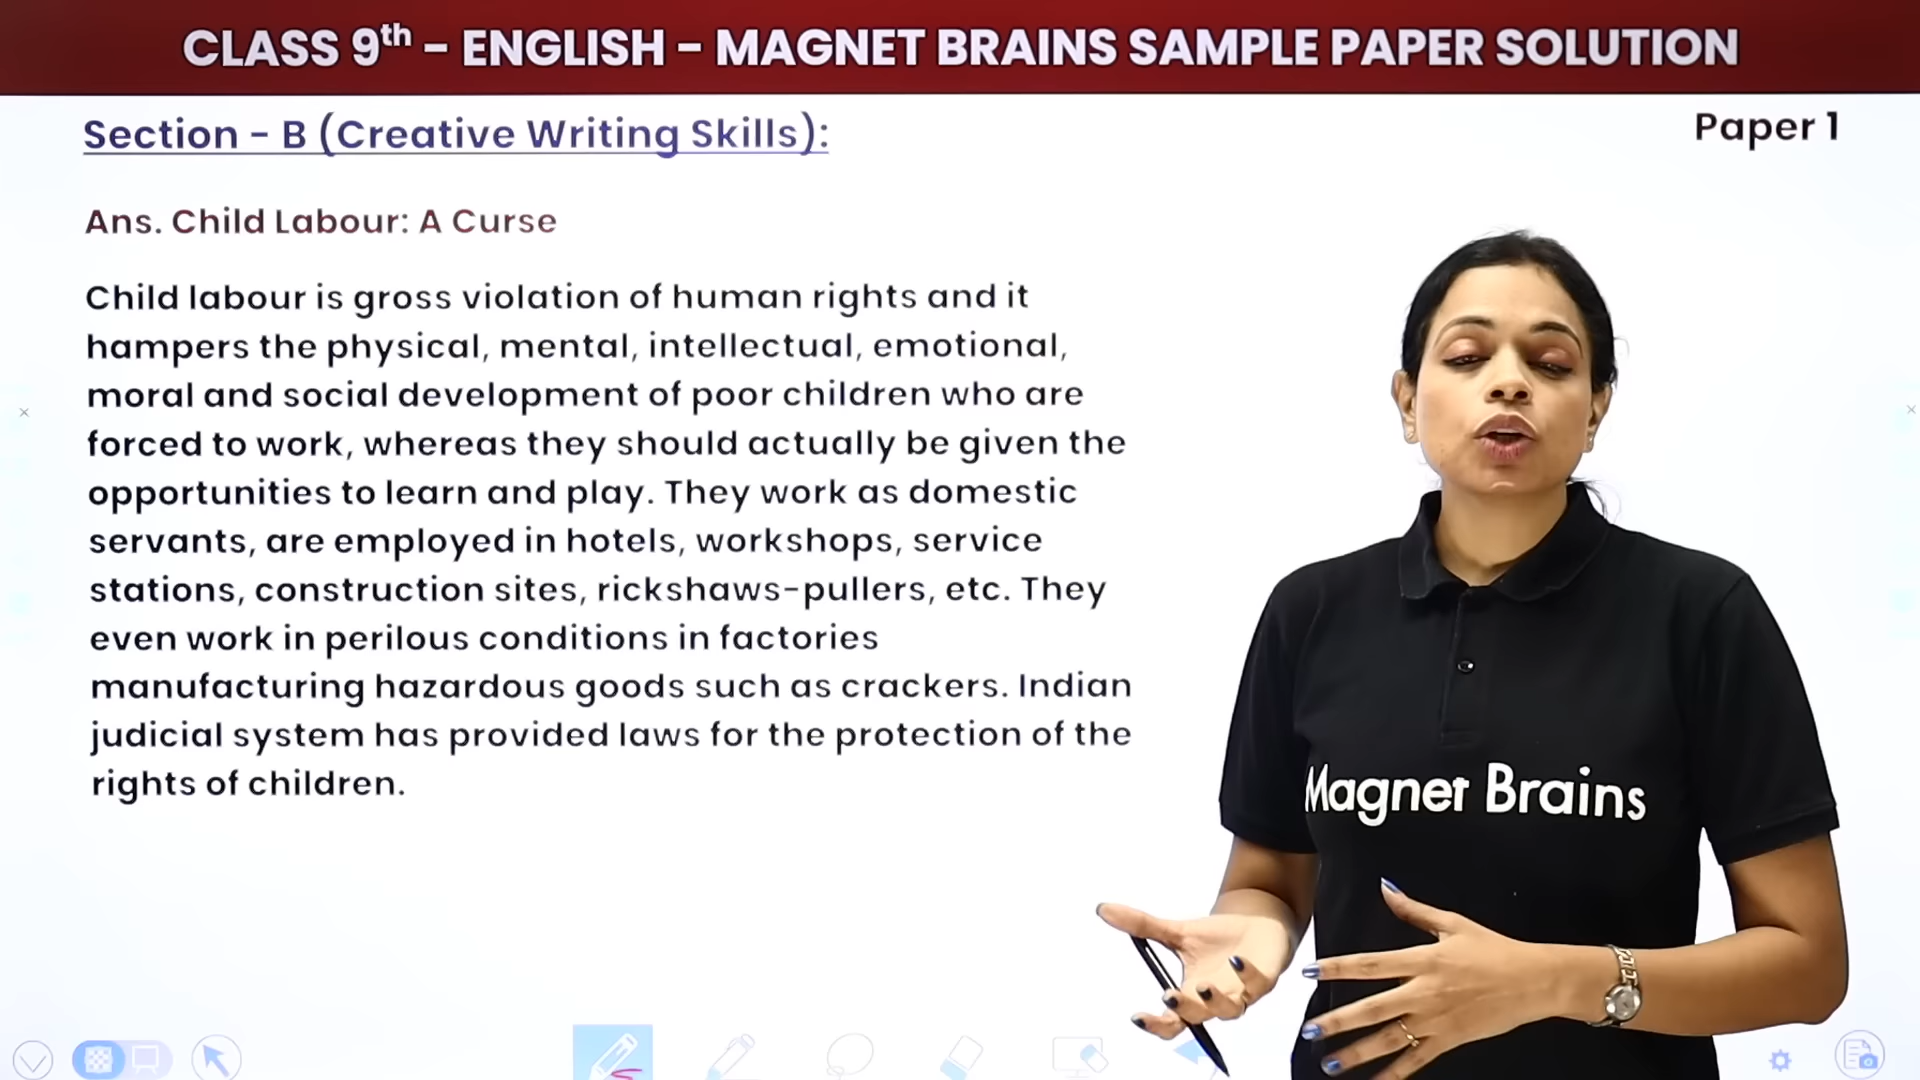 CLASS 9th – ENGLISH – MAGNET BRAINS SAMPLE PAPER SOLUTION
Section - B (Creative Writing Skills):
Paper 1
Ans. Child Labour: A Curse
Child labour is gross violation of human rights and it
hampers the physical, mental, intellectual, emotional,
moral and social development of poor children who are
forced to work, whereas they should actually be given the
opportunities to learn and play. They work as domestic
servants, are employed in hotels, workshops, service
stations, construction sites, rickshaws-pullers, etc. They
even work in perilous conditions in factories
manufacturing hazardous goods such as crackers. Indian
judicial system has provided laws for the protection of the
rights of children.
Magnet Brains